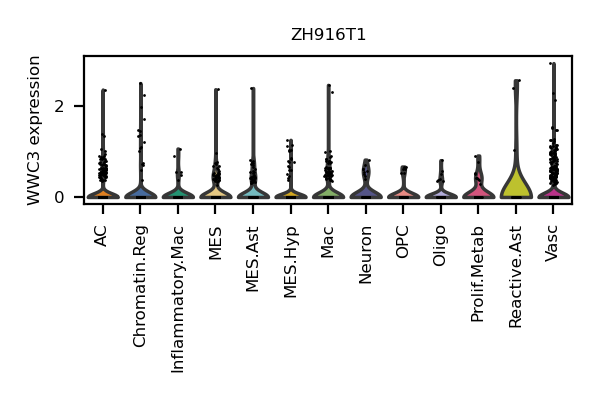 ZH916T1
WWC3 expression
2
0
AC
Chromatin.Reg
Inflammatory.Mac
MES
MES.Ast
MES.Hyp
Mac
Neuron
OPC
Oligo
Prolif.Metab
Reactive.Ast
Vasc